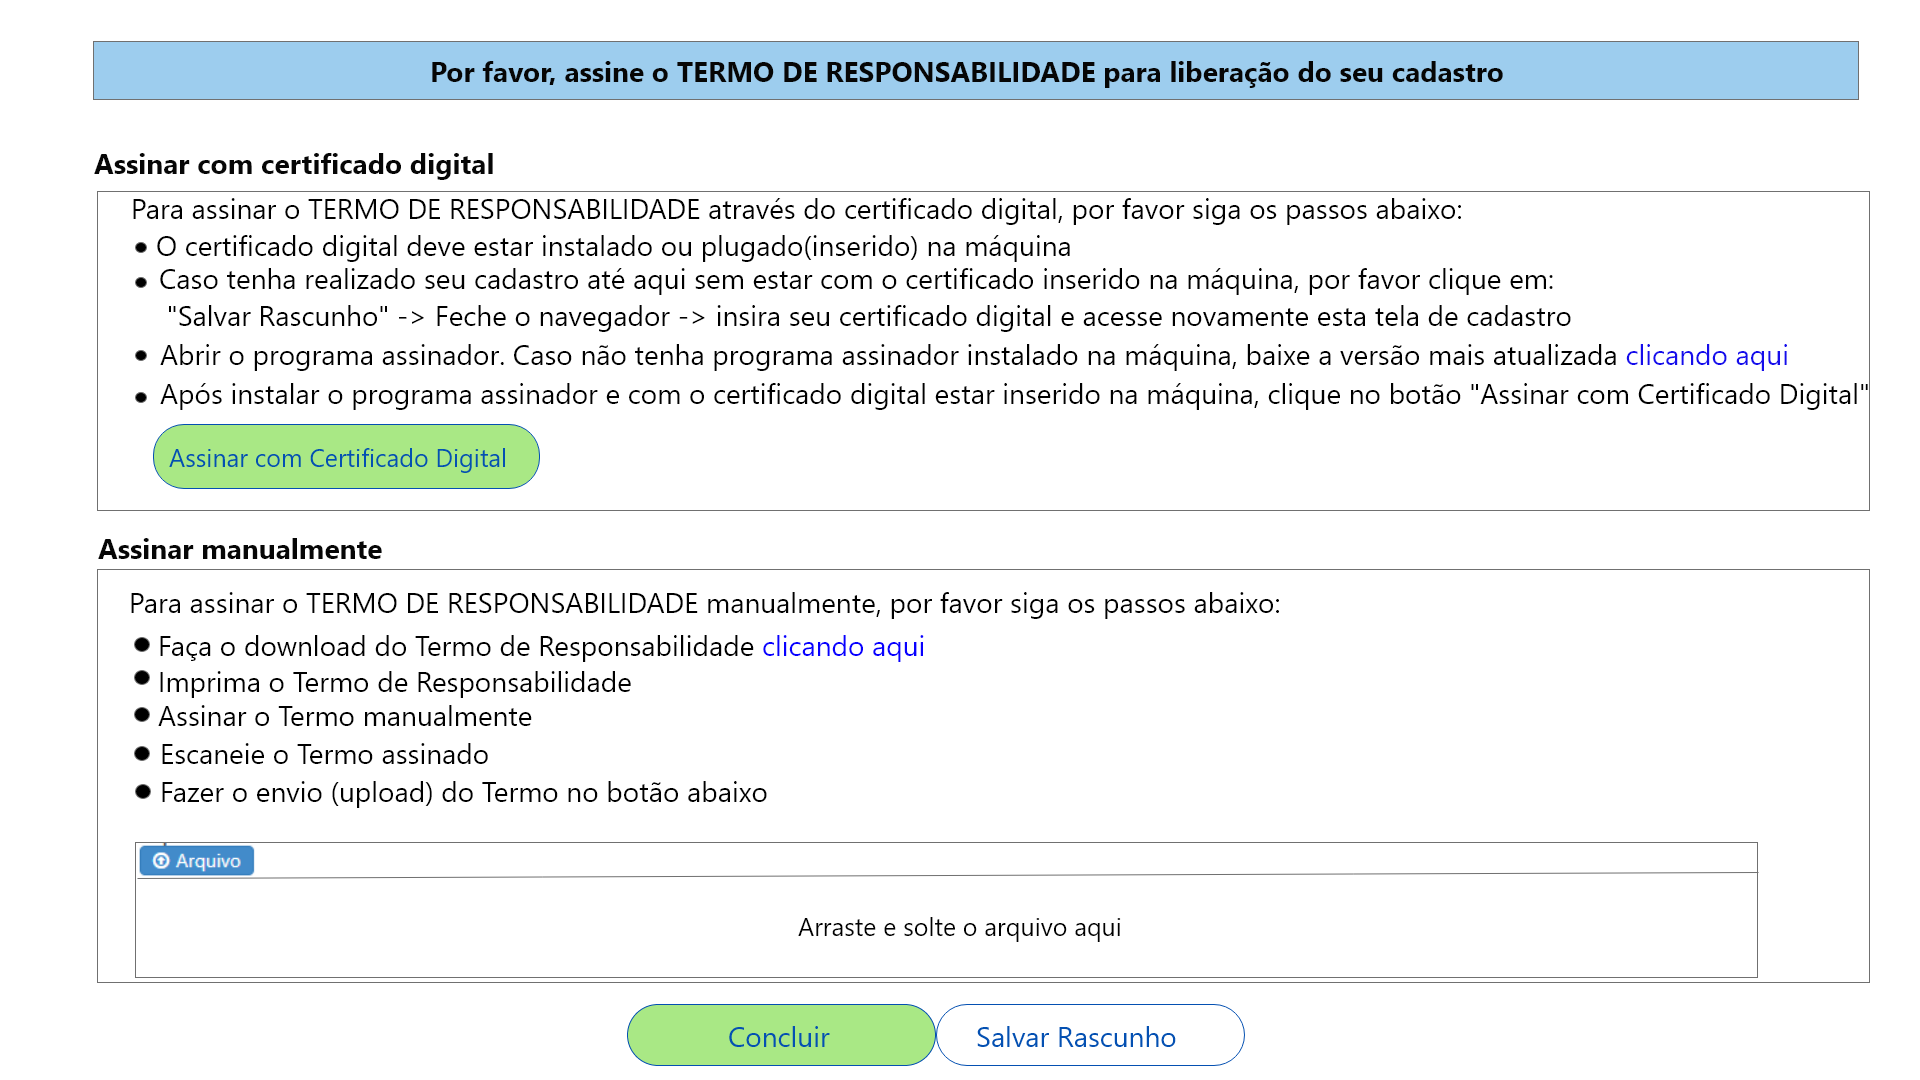 Por favor, assine o TERMO DE RESPONSABILIDADE para liberação do seu cadastro
Assinar com certificado digital
Para assinar o TERMO DE RESPONSABILIDADE através do certificado digital, por favor siga os passos abaixo:
● O certificado digital deve estar instalado ou plugado(inserido) na máquina
● Caso tenha realizado seu cadastro até aqui sem estar com o certificado inserido na máquina, por favor clique em:
"Salvar Rascunho" -> Feche o navegador -> insira seu certificado digital e acesse novamente esta tela de cadastro
● Abrir o programa assinador. Caso não tenha programa assinador instalado na máquina, baixe a versão mais atualizada clicando aqui
● Após instalar o programa assinador e com o certificado digital estar inserido na máquina, clique no botão "Assinar com Certificado Digital"
Assinar com Certificado Digital
Assinar manualmente
Para assinar o TERMO DE RESPONSABILIDADE manualmente, por favor siga os passos abaixo:
● Faça o download do Termo de Responsabilidade clicando aqui
● Imprima o Termo de Responsabilidade
● Assinar o Termo manualmente
● Escaneie o Termo assinado
● Fazer o envio (upload) do Termo no botão abaixo
Arquivo
Arraste e solte o arquivo aqui
Concluir
Salvar Rascunho